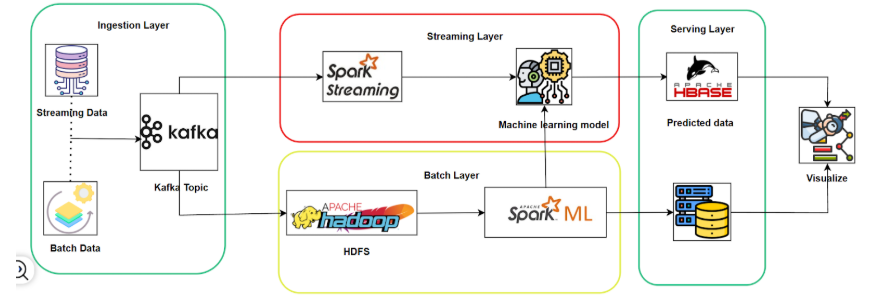 Ingestion Layer
Streaming Data
kafka
Kafka Topic
Batch Data
Streaming Layer
Spark
Streaming
Machine learning model
Batch Layer
APACHE
hadoop
HDFS
APACHE
Spark ML
Serving Layer
APACHE
HBASE
Predicted data
Visualize